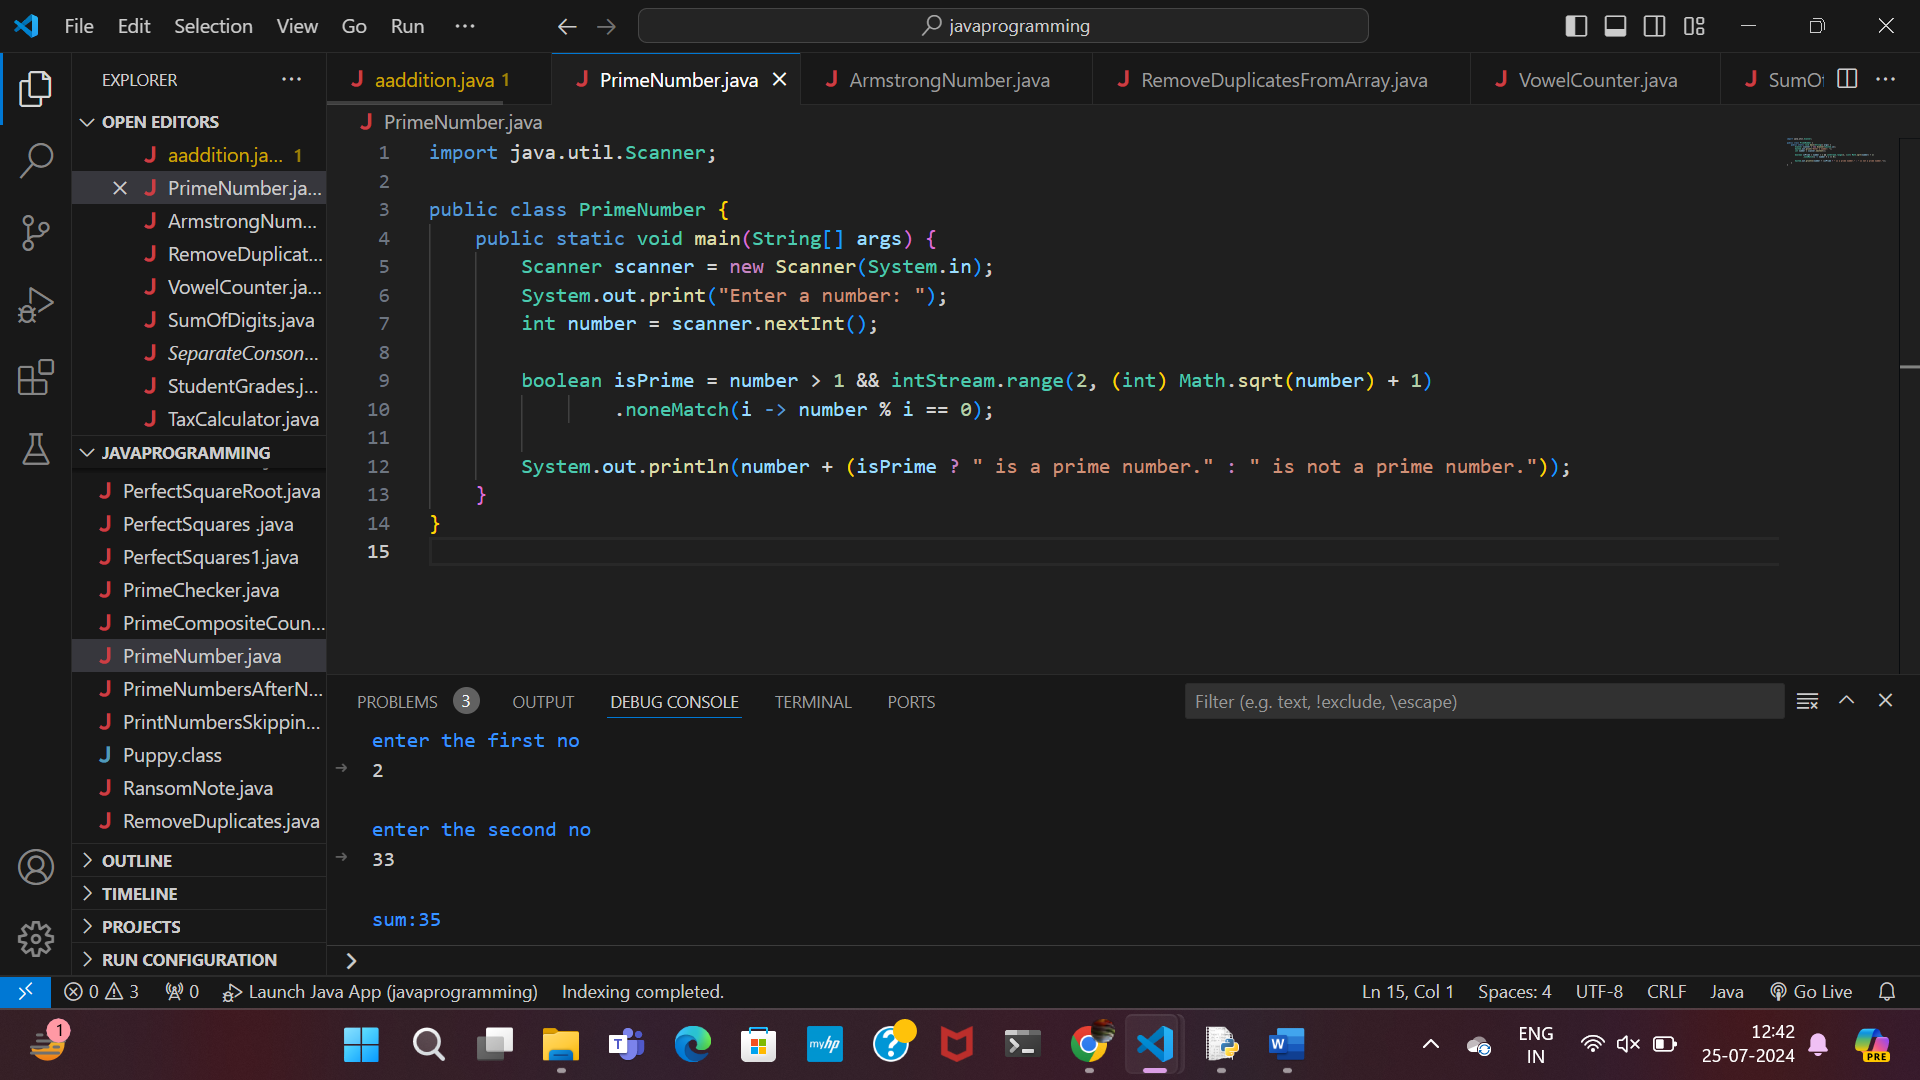 File Edit Selection View Go Run ···
javaprogramming
EXPLORER ···
OPEN EDITORS
aaddition.ja... 1
PrimeNumber.ja...
ArmstrongNum...
RemoveDuplicat...
VowelCounter.ja...
SumOfDigits.java
SeparateConson...
StudentGrades.j...
TaxCalculator.java
JAVAPROGRAMMING
PerfectSquareRoot.java
PerfectSquares .java
PerfectSquares1.java
PrimeChecker.java
PrimeCompositeCoun...
PrimeNumber.java
PrimeNumbersAfterN...
PrintNumbersSkippin...
Puppy.class
RansomNote.java
RemoveDuplicates.java
OUTLINE
TIMELINE
PROJECTS
RUN CONFIGURATION
aaddition.java 1 PrimeNumber.java ArmstrongNumber.java RemoveDuplicatesFromArray.java VowelCounter.java SumOf ···
PrimeNumber.java
1 import java.util.Scanner;
2
3 public class PrimeNumber {
4 public static void main(String[] args) {
5 Scanner scanner = new Scanner(System.in);
6 System.out.print("Enter a number: ");
7 int number = scanner.nextInt();
8
9 boolean isPrime = number > 1 && intStream.range(2, (int) Math.sqrt(number) + 1)
10 .noneMatch(i -> number % i == 0);
11
12 System.out.println(number + (isPrime ? " is a prime number." : " is not a prime number."));
13 }
14 }
15
PROBLEMS 3 OUTPUT DEBUG CONSOLE TERMINAL PORTS Filter (e.g. text, !exclude, \escape)
enter the first no
2
enter the second no
33
sum:35
0 3 0 Launch Java App (javaprogramming) Indexing completed. Ln 15, Col 1 Spaces: 4 UTF-8 CRLF Java Go Live
1
myhp
ENG
IN
12:42
25-07-2024
PRE